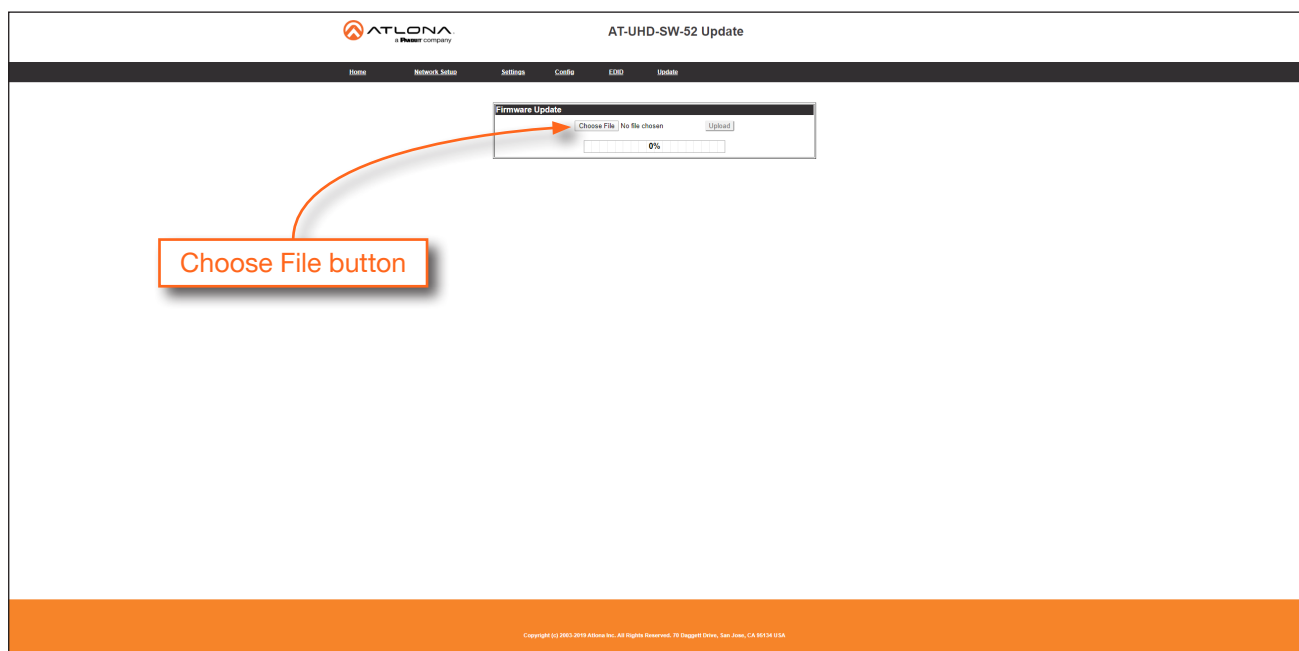 ATLONA.
a PANDUIT company
AT-UHD-SW-52 Update
Home Network Setup Settings Config EDID Update
Firmware Update
Choose File No file chosen Upload
0%
Choose File button
Copyright (c) 2003-2019 Atlona Inc. All Rights Reserved. 70 Daggett Drive, San Jose, CA 95134 USA